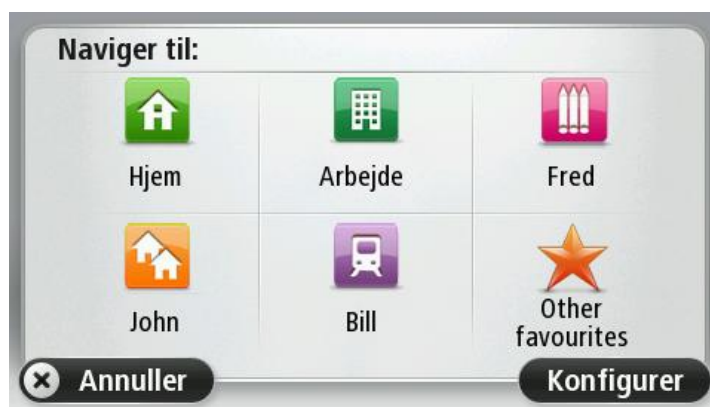 Naviger til:
Hjem
Arbejde
Fred
John
Bill
Other
favourites
Annuller
Konfigurer